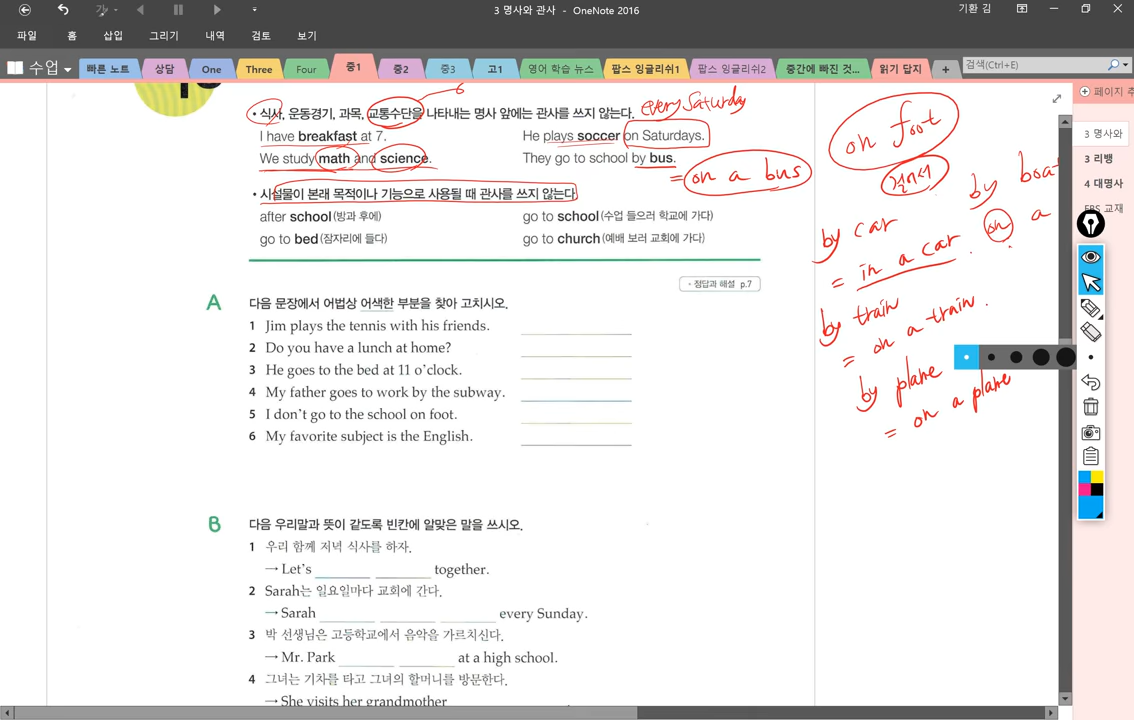 3 명사와 관사 - OneNote 2016
기환 김
파일 홈 삽입 그리기 내역 검토 보기
수업 빠른 노트 상담 One Three Four 중1 중2 중3 고1 영어 학습 뉴스 팝스 잉글리쉬1 팝스 잉글리쉬2 중간에 빠진 것... 읽기 답지 + 검색(Ctrl+E)
페이지 추
3 명사와
3 리뱅
4 대명사
EBS 교재
• 식사, 운동경기, 과목, 교통수단을 나타내는 명사 앞에는 관사를 쓰지 않는다.
every Saturday
I have breakfast at 7. He plays soccer on Saturdays.
We study math and science. They go to school by bus.
= on a bus
• 시설물이 본래 목적이나 기능으로 사용될 때 관사를 쓰지 않는다.
after school (방과 후에) go to school (수업 들으러 학교에 가다)
go to bed (잠자리에 들다) go to church (예배 보러 교회에 가다)
on foot
걸어서
by boat
on a
by car
= in a car.
by train
= on a train.
by plane
= on a plane
• 정답과 해설 p.7
A 다음 문장에서 어법상 어색한 부분을 찾아 고치시오.
1 Jim plays the tennis with his friends.
2 Do you have a lunch at home?
3 He goes to the bed at 11 o'clock.
4 My father goes to work by the subway.
5 I don't go to the school on foot.
6 My favorite subject is the English.
B 다음 우리말과 뜻이 같도록 빈칸에 알맞은 말을 쓰시오.
1 우리 함께 저녁 식사를 하자.
→ Let's ____ ____ together.
2 Sarah는 일요일마다 교회에 간다.
→ Sarah ____ ____ ____ every Sunday.
3 박 선생님은 고등학교에서 음악을 가르치신다.
→ Mr. Park ____ ____ at a high school.
4 그녀는 기차를 타고 그녀의 할머니를 방문한다.
→ She visits her grandmother